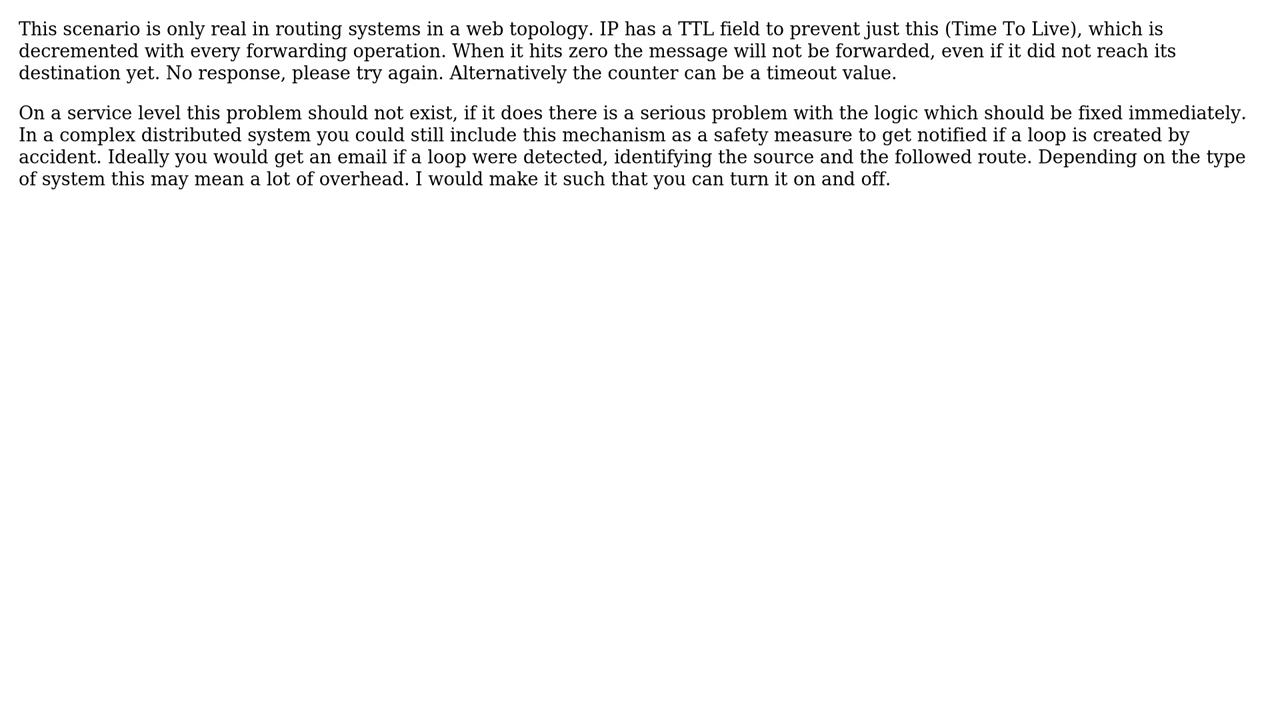 This scenario is only real in routing systems in a web topology. IP has a TTL field to prevent just this (Time To Live), which is
decremented with every forwarding operation. When it hits zero the message will not be forwarded, even if it did not reach its
destination yet. No response, please try again. Alternatively the counter can be a timeout value.
On a service level this problem should not exist, if it does there is a serious problem with the logic which should be fixed immediately.
In a complex distributed system you could still include this mechanism as a safety measure to get notified if a loop is created by
accident. Ideally you would get an email if a loop were detected, identifying the source and the followed route. Depending on the type
of system this may mean a lot of overhead. I would make it such that you can turn it on and off.